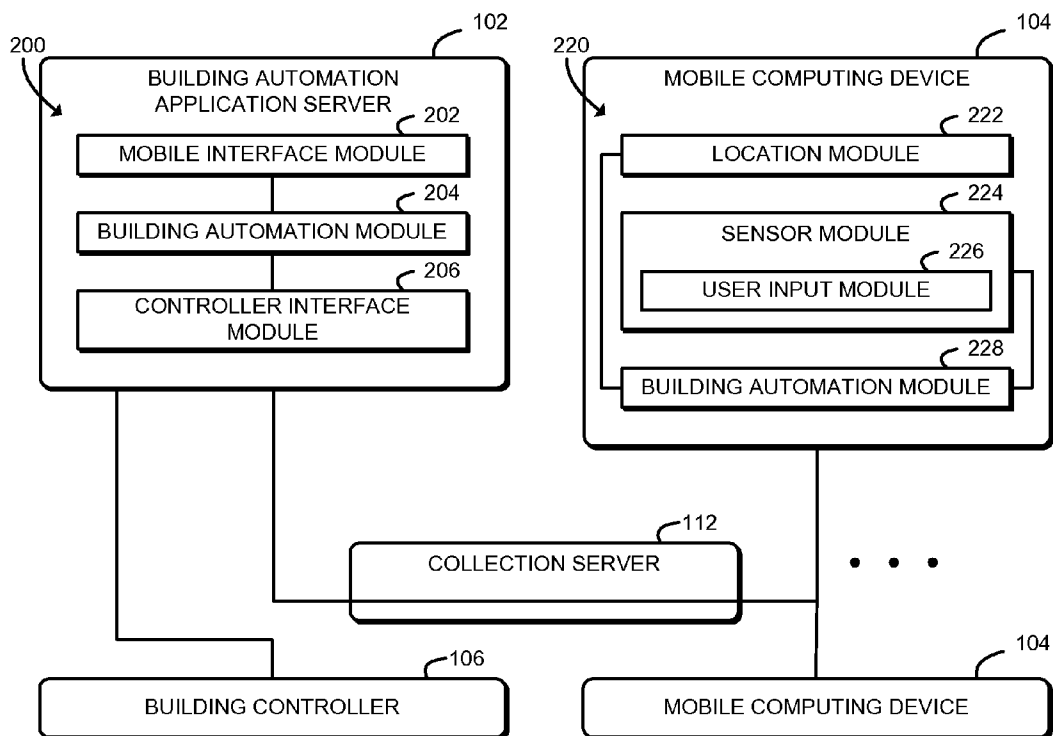 102
200
BUILDING AUTOMATION
APPLICATION SERVER
202
MOBILE INTERFACE MODULE
204
BUILDING AUTOMATION MODULE
206
CONTROLLER INTERFACE
MODULE
104
220
MOBILE COMPUTING DEVICE
222
LOCATION MODULE
224
SENSOR MODULE
226
USER INPUT MODULE
228
BUILDING AUTOMATION MODULE
112
COLLECTION SERVER
106
BUILDING CONTROLLER
104
MOBILE COMPUTING DEVICE